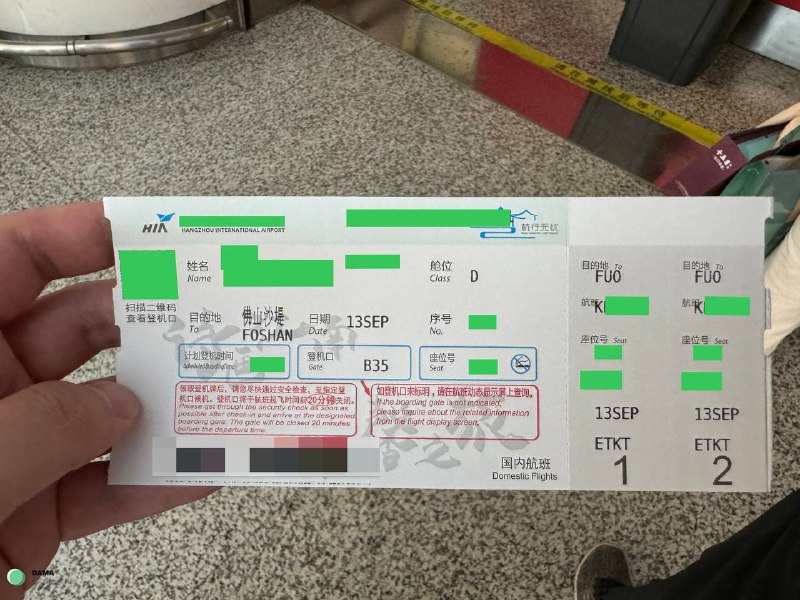 HIA
HANGZHOU INTERNATIONAL AIRPORT
航行无忧
扫描二维码
查看登机口
姓名
Name
舱位
Class
D
目的地
To
佛山沙堤
FOSHAN
日期
Date
13SEP
序号
No.
计划登机时间
Scheduled Boarding Time
登机口
Gate
B35
座位号
Seat
领取登机牌后，请您尽快通过安全检查，至指定登
机口候机。登机口将于航班起飞时间前20分钟关闭。
Please get through the security check as soon as
possible after check-in and arrive at the designated
boarding gate. The gate will be closed 20 minutes
before the departure time.
如登机口未标明，请在航班动态显示屏上查询。
If the boarding gate is not indicated,
please inquire about the related information
from the flight display screen.
国内航班
Domestic Flights
目的地 To
FUO
航班
K
座位号 Seat
13SEP
ETKT
1
目的地 To
FUO
航班
K
座位号 Seat
13SEP
ETKT
2
DAMA